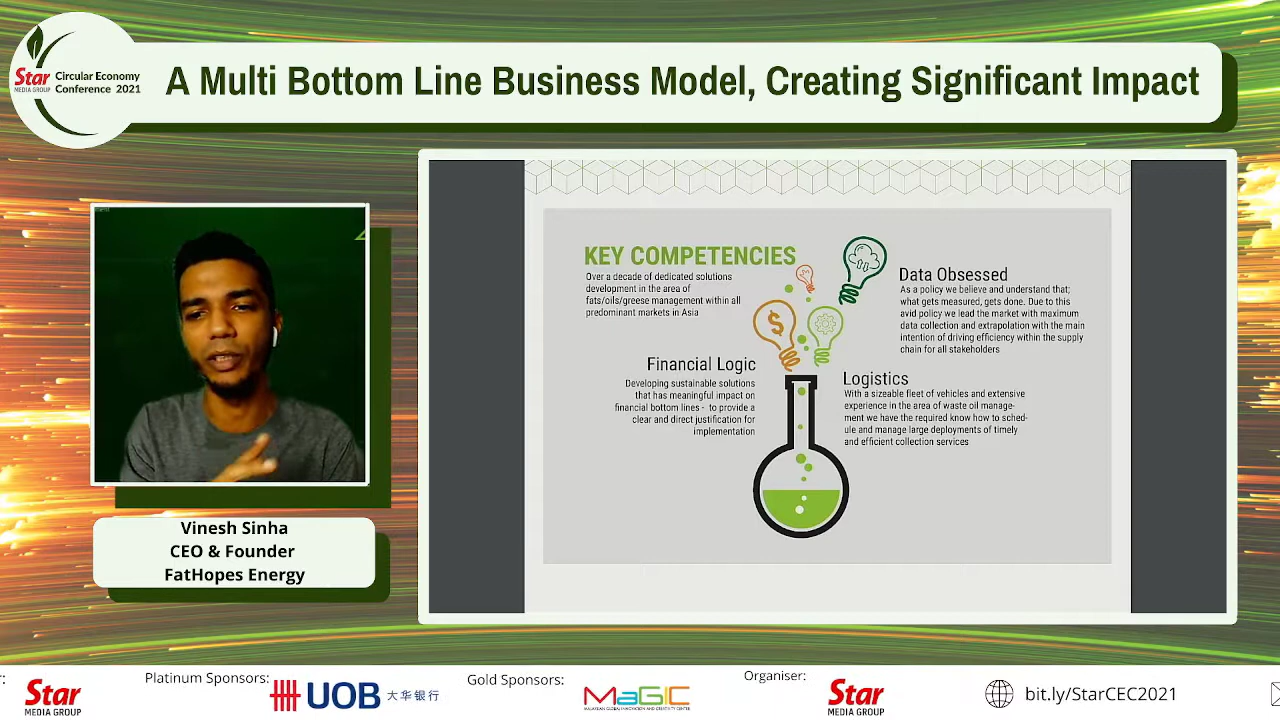 Star
MEDIA GROUP
Circular Economy
Conference 2021
A Multi Bottom Line Business Model, Creating Significant Impact
KEY COMPETENCIES
Over a decade of dedicated solutions
development in the area of
fats/oils/greese management within all
predominant markets in Asia
Data Obsessed
As a policy we believe and understand that;
what gets measured, gets done. Due to this
avid policy we lead the market with maximum
data collection and extrapolation with the main
intention of driving efficiency within the supply
chain for all stakeholders
Financial Logic
Developing sustainable solutions
that has meaningful impact on
financial bottom lines - to provide a
clear and direct justification for
implementation
Logistics
With a sizeable fleet of vehicles and extensive
experience in the area of waste oil manage-
ment we have the required know how to sched-
ule and manage large deployments of timely
and efficient collection services
$
Vinesh Sinha
CEO & Founder
FatHopes Energy
Star
MEDIA GROUP
Platinum Sponsors:
UOB 大华银行
Gold Sponsors:
MaGIC
MALAYSIAN GLOBAL INNOVATION AND CREATIVITY CENTRE
Organiser:
Star
MEDIA GROUP
bit.ly/StarCEC2021